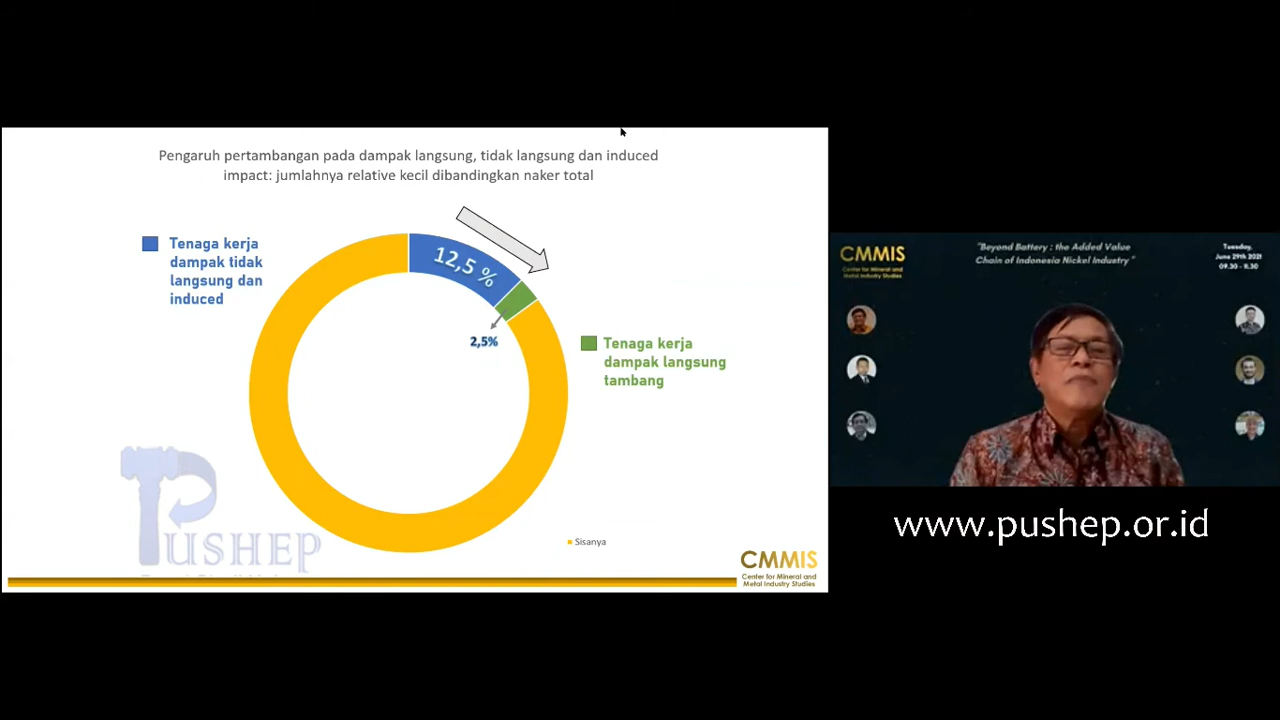 Pengaruh pertambangan pada dampak langsung, tidak langsung dan induced
impact: jumlahnya relative kecil dibandingkan naker total
Tenaga kerja
dampak tidak
langsung dan
induced
12,5 %
2,5%
Tenaga kerja
dampak langsung
tambang
Sisanya
PUSHEP
CMMIS
Center for Mineral and
Metal Industry Studies
CMMIS
Center for Mineral and
Metal Industry Studies
"Beyond Battery : the Added Value
Chain of Indonesia Nickel Industry "
Tuesday,
June 29th 2021
09.30 - 11.30
www.pushep.or.id